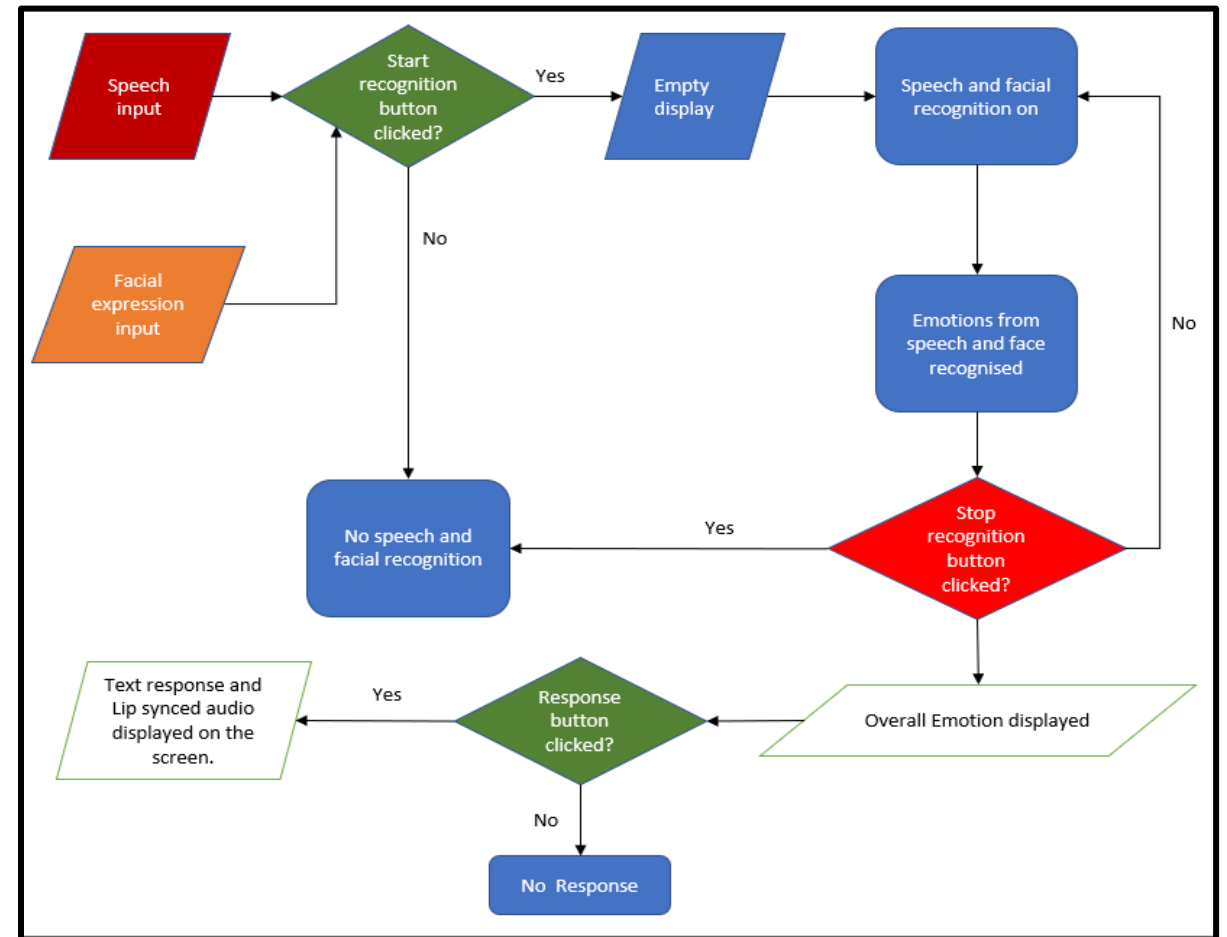 Speech
input
Start
recognition
button
clicked?
Yes
Empty
display
Speech and facial
recognition on
No
Facial
expression
input
Emotions from
speech and face
recognised
No
No speech and
facial recognition
Yes
Stop
recognition
button
clicked?
Text response and
Lip synced audio
displayed on the
screen.
Yes
Response
button
clicked?
Overall Emotion displayed
No
No Response